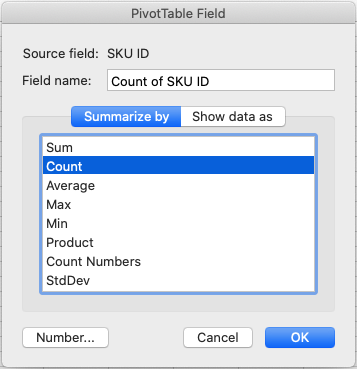 PivotTable Field
Source field: SKU ID
Field name: Count of SKU ID
Summarize by Show data as
Sum
Count
Average
Max
Min
Product
Count Numbers
StdDev
Number... Cancel OK